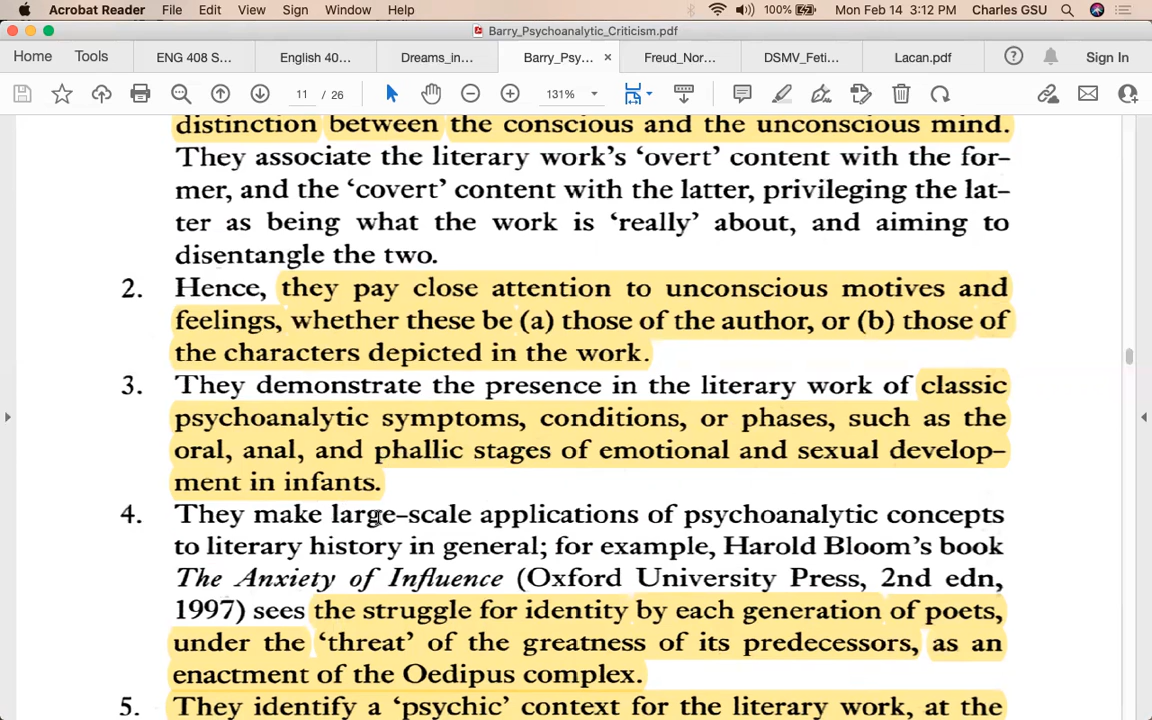 Acrobat Reader File Edit View Sign Window Help 100% Mon Feb 14 3:12 PM Charles GSU
Barry_Psychoanalytic_Criticism.pdf
Home Tools ENG 408 S... English 40... Dreams_in... Barry_Psy... × Freud_Nor... DSMV_Feti... Lacan.pdf Sign In
11 / 26 131%
distinction between the conscious and the unconscious mind.
They associate the literary work's 'overt' content with the for-
mer, and the 'covert' content with the latter, privileging the lat-
ter as being what the work is 'really' about, and aiming to
disentangle the two.
2. Hence, they pay close attention to unconscious motives and
feelings, whether these be (a) those of the author, or (b) those of
the characters depicted in the work.
3. They demonstrate the presence in the literary work of classic
psychoanalytic symptoms, conditions, or phases, such as the
oral, anal, and phallic stages of emotional and sexual develop-
ment in infants.
4. They make large-scale applications of psychoanalytic concepts
to literary history in general; for example, Harold Bloom's book
The Anxiety of Influence (Oxford University Press, 2nd edn,
1997) sees the struggle for identity by each generation of poets,
under the 'threat' of the greatness of its predecessors, as an
enactment of the Oedipus complex.
5. They identify a 'psychic' context for the literary work, at the